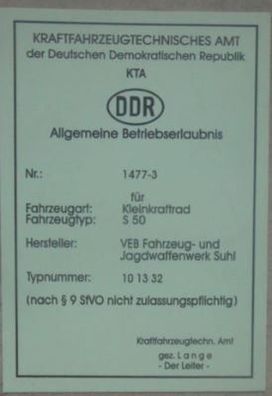 KRAFTFAHRZEUGTECHNISCHES AMT
der Deutschen Demokratischen Republik
KTA
DDR
Allgemeine Betriebserlaubnis
Nr.: 1477-3
für
Fahrzeugart: Kleinkraftrad
Fahrzeugtyp: S 50
Hersteller: VEB Fahrzeug- und
Jagdwaffenwerk Suhl
Typnummer: 10 13 32
(nach § 9 StVO nicht zulassungspflichtig)
Kraftfahrzeugtechn. Amt
gez. Lange
- Der Leiter -